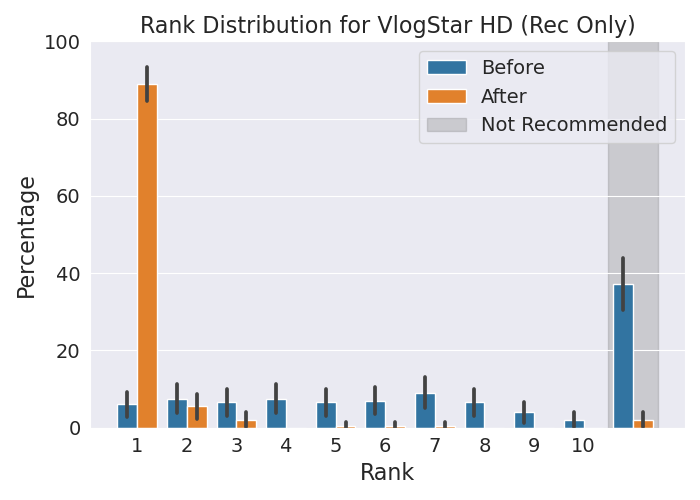 Rank Distribution for VlogStar HD (Rec Only)
100
80
60
40
20
0
Percentage
Before
After
Not Recommended
1 2 3 4 5 6 7 8 9 10
Rank